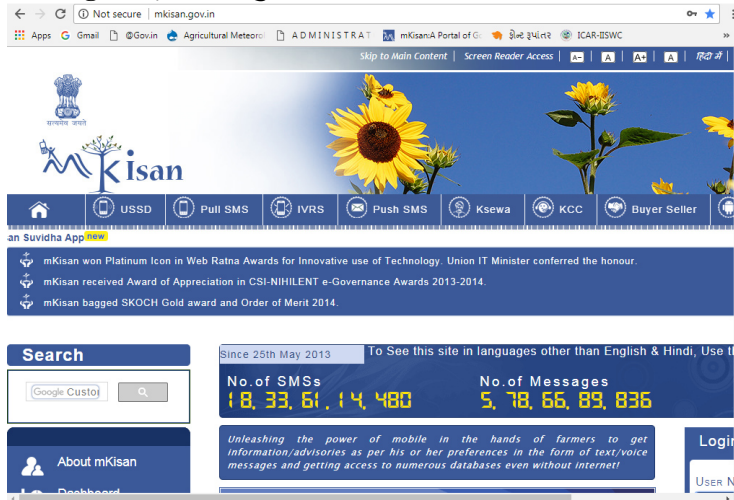 Not secure | mkisan.gov.in
Apps Gmail @Gov.in Agricultural Meteorol A D M I N I S T R A T mKisan:A Portal of Go ICAR-IISWC »
Skip to Main Content | Screen Reader Access | A- | A | A+ | A | हिंदी में |
सत्यमेव जयते
mKisan
USSD Pull SMS IVRS Push SMS Ksewa KCC Buyer Seller
an Suvidha App new
mKisan won Platinum Icon in Web Ratna Awards for Innovative use of Technology. Union IT Minister conferred the honour.
mKisan received Award of Appreciation in CSI-NIHILENT e-Governance Awards 2013-2014.
mKisan bagged SKOCH Gold award and Order of Merit 2014.
Search
Google Custo
Since 25th May 2013 To See this site in languages other than English & Hindi, Use t
No.of SMSs No.of Messages
18, 33, 61, 14, 480 5, 78, 66, 89, 836
Unleashing the power of mobile in the hands of farmers to get
information/advisories as per his or her preferences in the form of text/voice
messages and getting access to numerous databases even without internet!
Login
User N
About mKisan
Dashboard